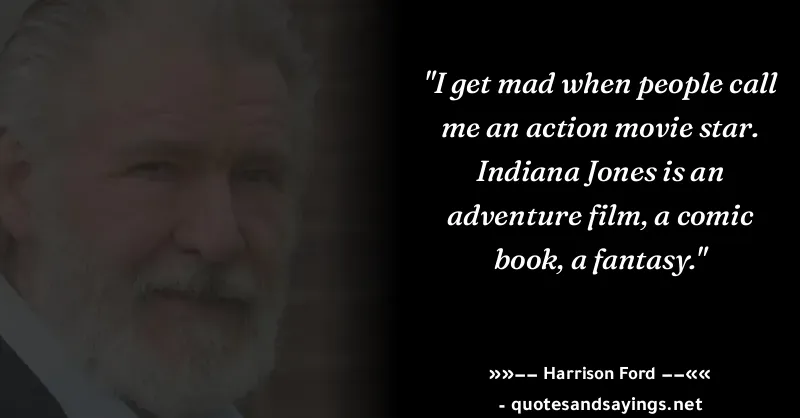 "I get mad when people call
me an action movie star.
Indiana Jones is an
adventure film, a comic
book, a fantasy."
»»−− Harrison Ford −−««
- quotesandsayings.net